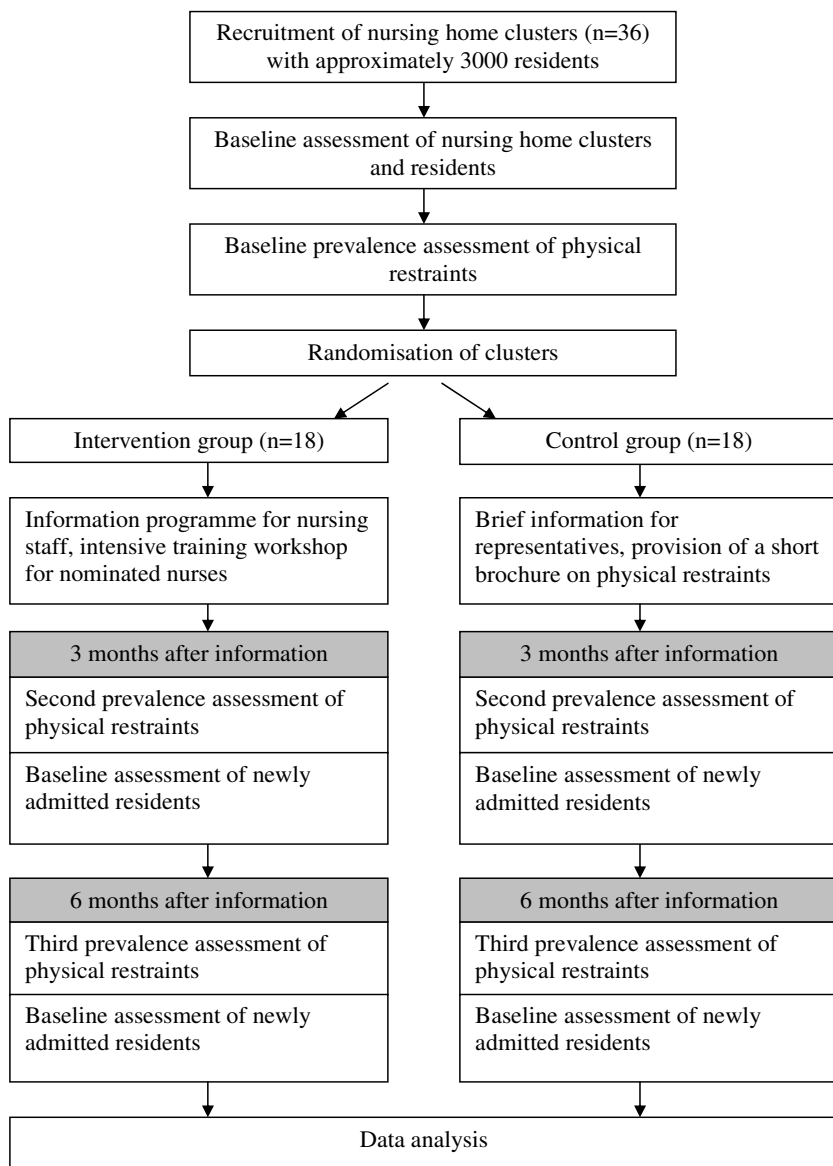 Recruitment of nursing home clusters (n=36)
with approximately 3000 residents
Baseline assessment of nursing home clusters
and residents
Baseline prevalence assessment of physical
restraints
Randomisation of clusters
Intervention group (n=18)
Control group (n=18)
Information programme for nursing
staff, intensive training workshop
for nominated nurses
Brief information for
representatives, provision of a short
brochure on physical restraints
3 months after information
3 months after information
Second prevalence assessment of
physical restraints
Second prevalence assessment of
physical restraints
Baseline assessment of newly
admitted residents
Baseline assessment of newly
admitted residents
6 months after information
6 months after information
Third prevalence assessment of
physical restraints
Third prevalence assessment of
physical restraints
Baseline assessment of newly
admitted residents
Baseline assessment of newly
admitted residents
Data analysis